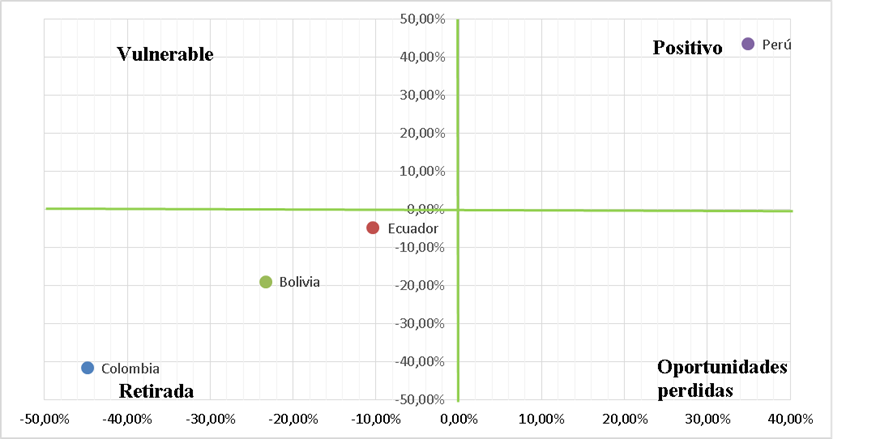 50,00%
Vulnerable
Positivo
Perú
40,00%
30,00%
20,00%
10,00%
0,00%
Ecuador
-10,00%
Bolivia
-20,00%
-30,00%
Colombia
-40,00%
Oportunidades
perdidas
Retirada
-50,00%
-50,00% -40,00% -30,00% -20,00% -10,00% 0,00% 10,00% 20,00% 30,00% 40,00%